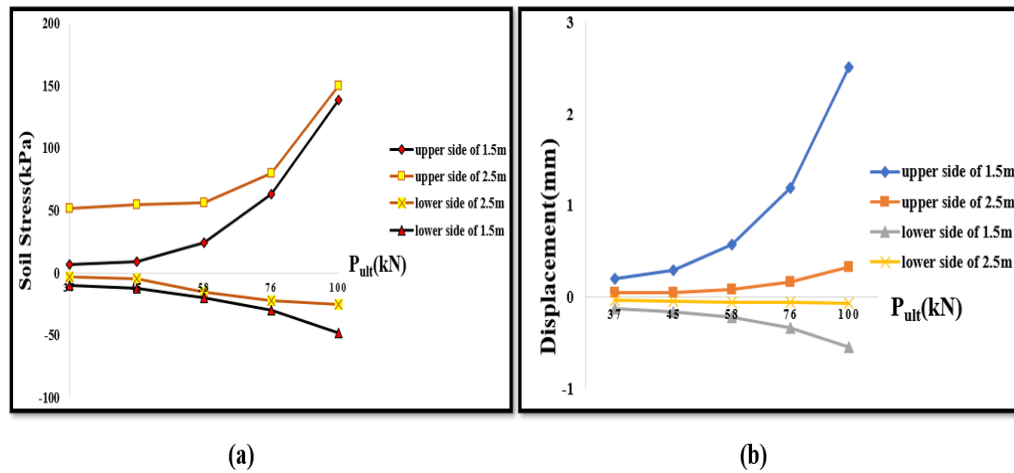 200
150
100
50
0
-50
-100
Soil Stress(kPa)
58 76 100
P_ult(kN)
upper side of 1.5m
upper side of 2.5m
lower side of 2.5m
lower side of 1.5m
(a)
3
2
1
0
-1
Displacement(mm)
37 45 58 76 100
P_ult(kN)
upper side of 1.5m
upper side of 2.5m
lower side of 1.5m
lower side of 2.5m
(b)